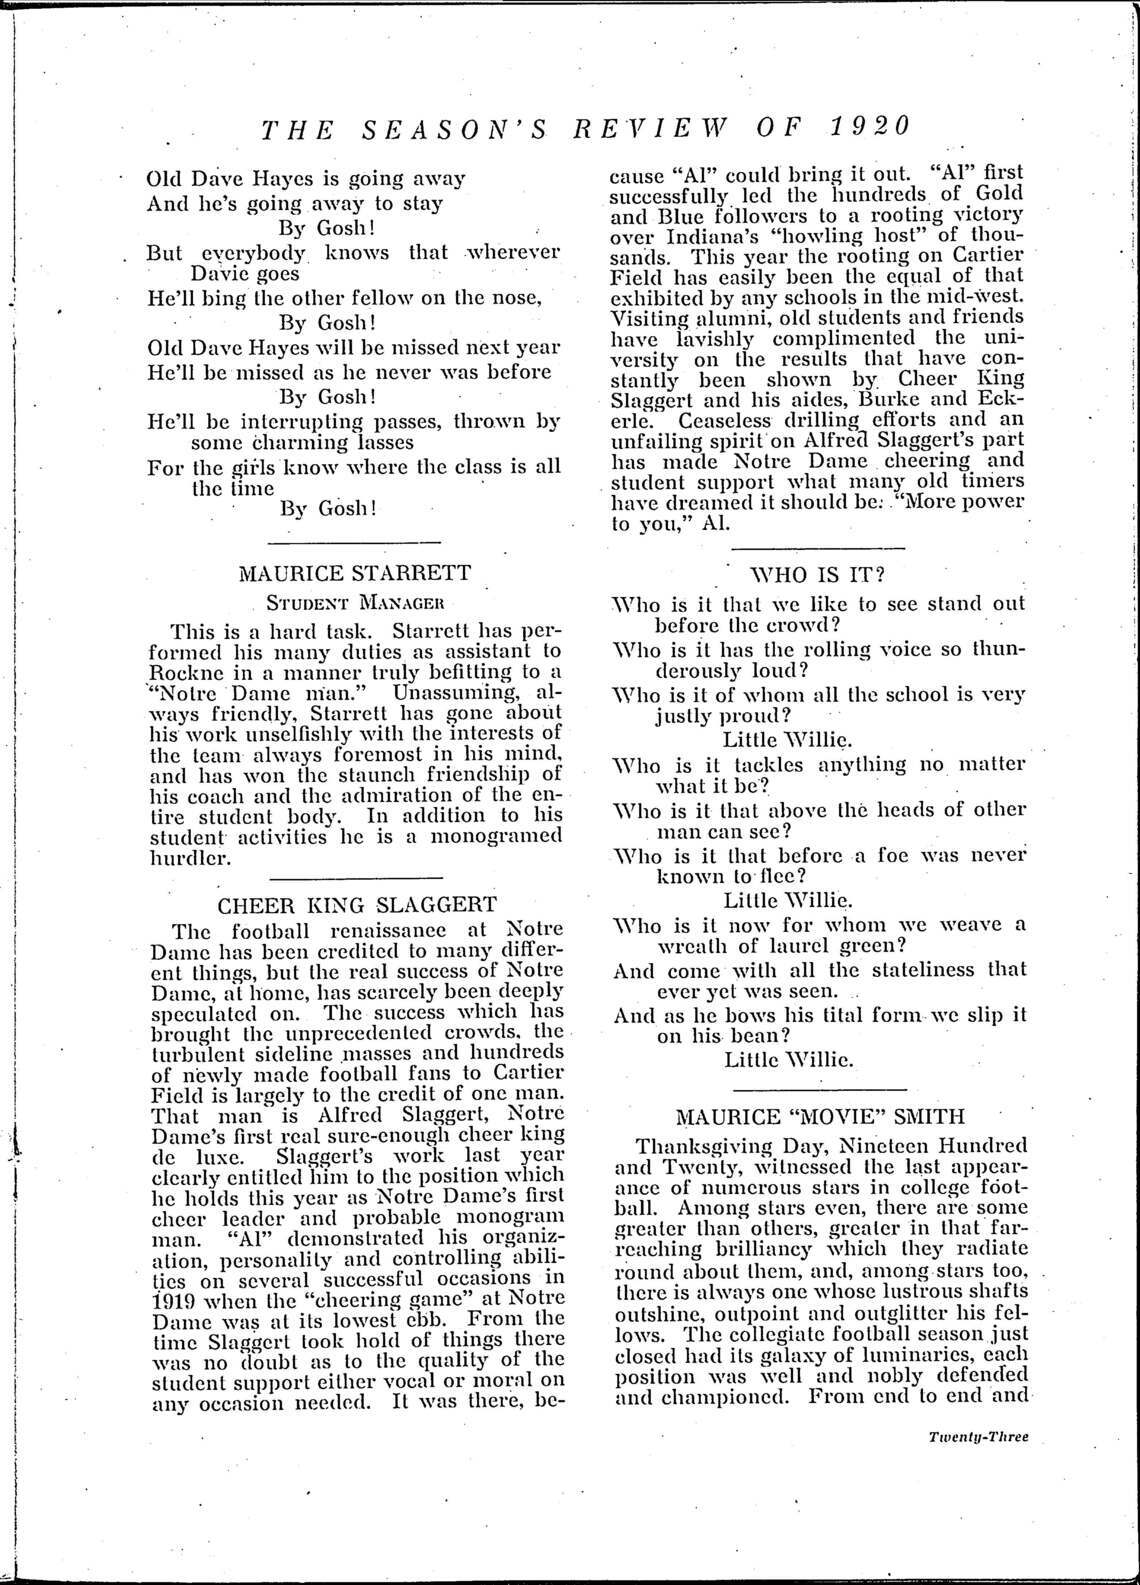 THE SEASON'S REVIEW OF 1920
Old Dave Hayes is going away
And he's going away to stay
By Gosh!
But everybody knows that wherever
Davie goes
He'll bing the other fellow on the nose,
By Gosh!
Old Dave Hayes will be missed next year
He'll be missed as he never was before
By Gosh!
He'll be interrupting passes, thrown by
some charming lasses
For the girls know where the class is all
the time
By Gosh!
MAURICE STARRETT
STUDENT MANAGER
This is a hard task. Starrett has per-
formed his many duties as assistant to
Rockne in a manner truly befitting to a
"Notre Dame man." Unassuming, al-
ways friendly, Starrett has gone about
his work unselfishly with the interests of
the team always foremost in his mind,
and has won the staunch friendship of
his coach and the admiration of the en-
tire student body. In addition to his
student activities he is a monogramed
hurdler.
CHEER KING SLAGGERT
The football renaissance at Notre
Dame has been credited to many differ-
ent things, but the real success of Notre
Dame, at home, has scarcely been deeply
speculated on. The success which has
brought the unprecedented crowds, the
turbulent sideline masses and hundreds
of newly made football fans to Cartier
Field is largely to the credit of one man.
That man is Alfred Slaggert, Notre
Dame's first real sure-enough cheer king
de luxe. Slaggert's work last year
clearly entitled him to the position which
he holds this year as Notre Dame's first
cheer leader and probable monogram
man. "Al" demonstrated his organiz-
ation, personality and controlling abili-
ties on several successful occasions in
1919 when the "cheering game" at Notre
Dame was at its lowest ebb. From the
time Slaggert took hold of things there
was no doubt as to the quality of the
student support either vocal or moral on
any occasion needed. It was there, be-
cause "Al" could bring it out. "Al" first
successfully led the hundreds of Gold
and Blue followers to a rooting victory
over Indiana's "howling host" of thou-
sands. This year the rooting on Cartier
Field has easily been the equal of that
exhibited by any schools in the mid-west.
Visiting alumni, old students and friends
have lavishly complimented the uni-
versity on the results that have con-
stantly been shown by Cheer King
Slaggert and his aides, Burke and Eck-
erle. Ceaseless drilling efforts and an
unfailing spirit on Alfred Slaggert's part
has made Notre Dame cheering and
student support what many old timers
have dreamed it should be. "More power
to you," Al.
WHO IS IT?
Who is it that we like to see stand out
before the crowd?
Who is it has the rolling voice so thun-
derously loud?
Who is it of whom all the school is very
justly proud?
Little Willie.
Who is it tackles anything no matter
what it be?
Who is it that above the heads of other
man can see?
Who is it that before a foe was never
known to flee?
Little Willie.
Who is it now for whom we weave a
wreath of laurel green?
And come with all the stateliness that
ever yet was seen.
And as he bows his tital form we slip it
on his bean?
Little Willie.
MAURICE "MOVIE" SMITH
Thanksgiving Day, Nineteen Hundred
and Twenty, witnessed the last appear-
ance of numerous stars in college foot-
ball. Among stars even, there are some
greater than others, greater in that far-
reaching brilliancy which they radiate
round about them, and, among stars too,
there is always one whose lustrous shafts
outshine, outpoint and outglitter his fel-
lows. The collegiate football season just
closed had its galaxy of luminaries, each
position was well and nobly defended
and championed. From end to end and
Twenty-Three